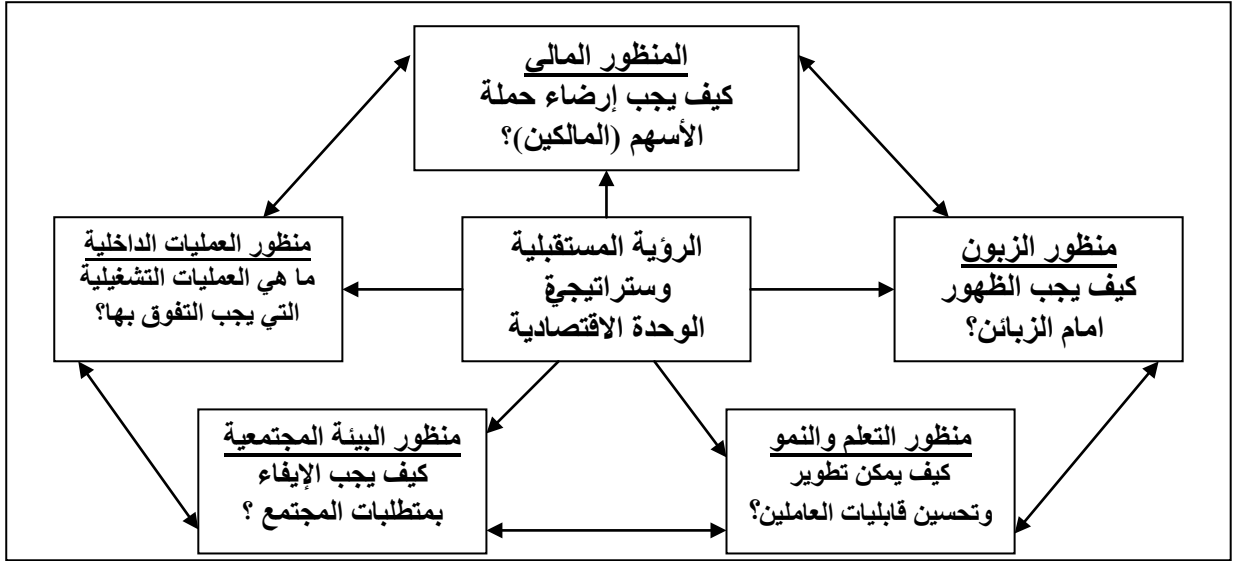 المنظور المالي
كيف يجب إرضاء حملة
الأسهم (المالكين)؟
منظور الزبون
كيف يجب الظهور
امام الزبائن؟
الرؤية المستقبلية
وستراتيجية
الوحدة الاقتصادية
منظور العمليات الداخلية
ما هي العمليات التشغيلية
التي يجب التفوق بها؟
منظور التعلم والنمو
كيف يمكن تطوير
وتحسين قابليات العاملين؟
منظور البيئة المجتمعية
كيف يجب الإيفاء
بمتطلبات المجتمع ؟